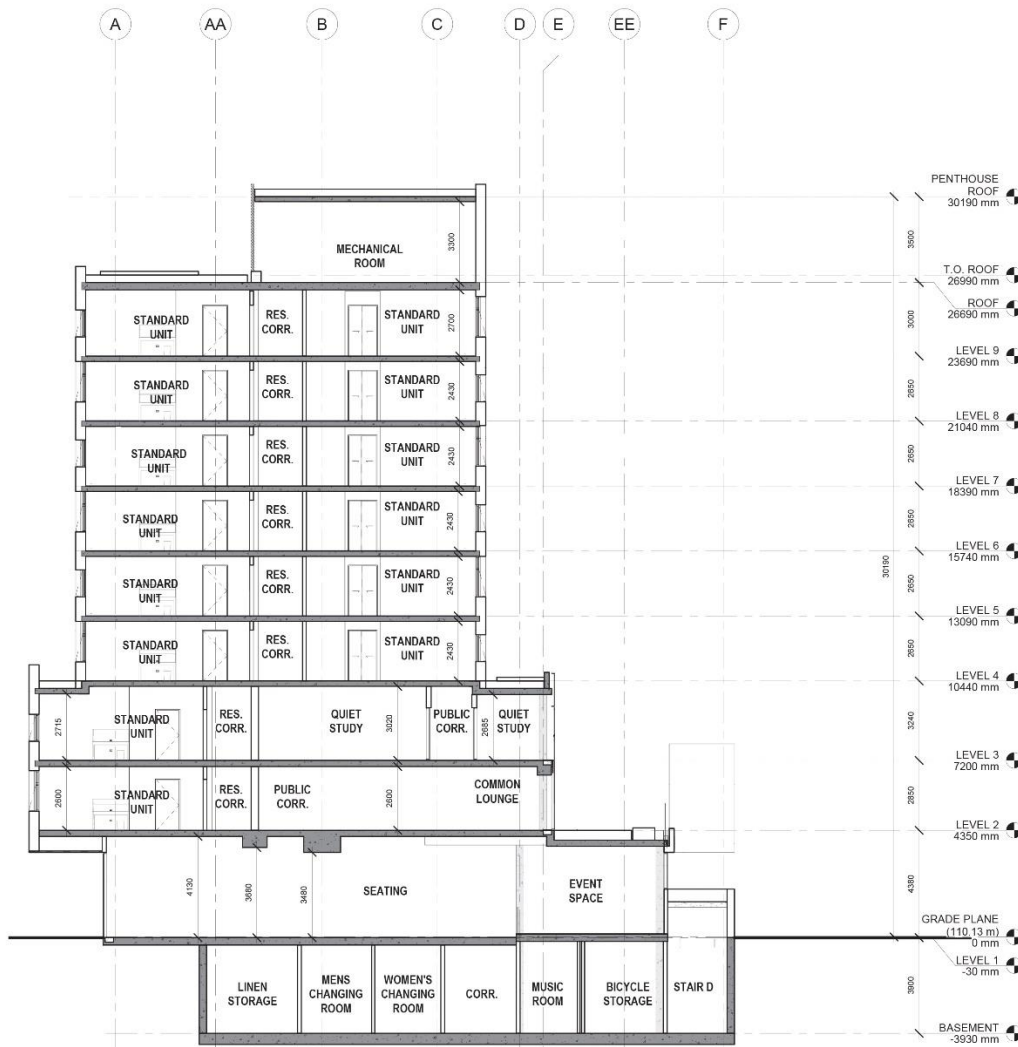 A AA B C D E EE F
PENTHOUSE
ROOF
30190 mm
3300
3500
MECHANICAL
ROOM
T.O. ROOF
26990 mm
ROOF
26690 mm
STANDARD
UNIT
RES.
CORR.
STANDARD
UNIT
2700
3000
LEVEL 9
23690 mm
STANDARD
UNIT
RES.
CORR.
STANDARD
UNIT
2430
2650
LEVEL 8
21040 mm
STANDARD
UNIT
RES.
CORR.
STANDARD
UNIT
2430
2650
LEVEL 7
18390 mm
STANDARD
UNIT
RES.
CORR.
STANDARD
UNIT
2430
2650
LEVEL 6
15740 mm
STANDARD
UNIT
RES.
CORR.
STANDARD
UNIT
2430
30190
2650
LEVEL 5
13090 mm
STANDARD
UNIT
RES.
CORR.
STANDARD
UNIT
2430
2650
LEVEL 4
10440 mm
2715
STANDARD
UNIT
RES.
CORR.
QUIET
STUDY
3020
PUBLIC
CORR.
2685
QUIET
STUDY
3240
LEVEL 3
7200 mm
2600
STANDARD
UNIT
RES.
CORR.
PUBLIC
CORR.
2600
COMMON
LOUNGE
2850
LEVEL 2
4350 mm
4130
3680
3480
SEATING
EVENT
SPACE
4380
GRADE PLANE
(110.13 m)
0 mm
LEVEL 1
-30 mm
LINEN
STORAGE
MENS
CHANGING
ROOM
WOMEN'S
CHANGING
ROOM
CORR.
MUSIC
ROOM
BICYCLE
STORAGE
STAIR D
3900
BASEMENT
-3930 mm